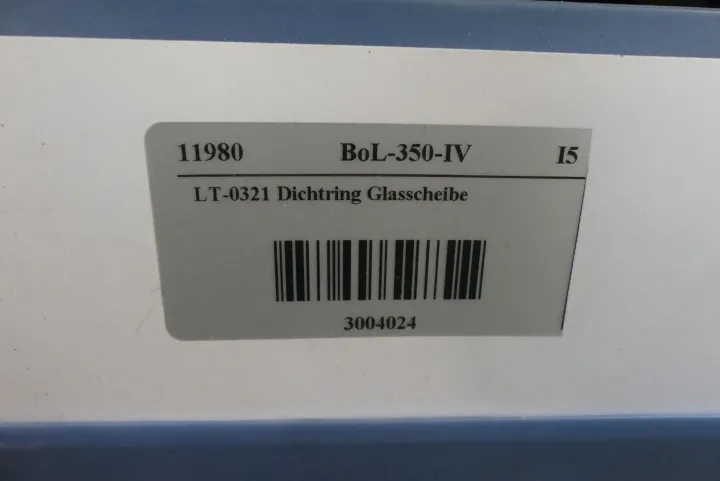 11980 BoL-350-IV I5
LT-0321 Dichtring Glasscheibe
3004024